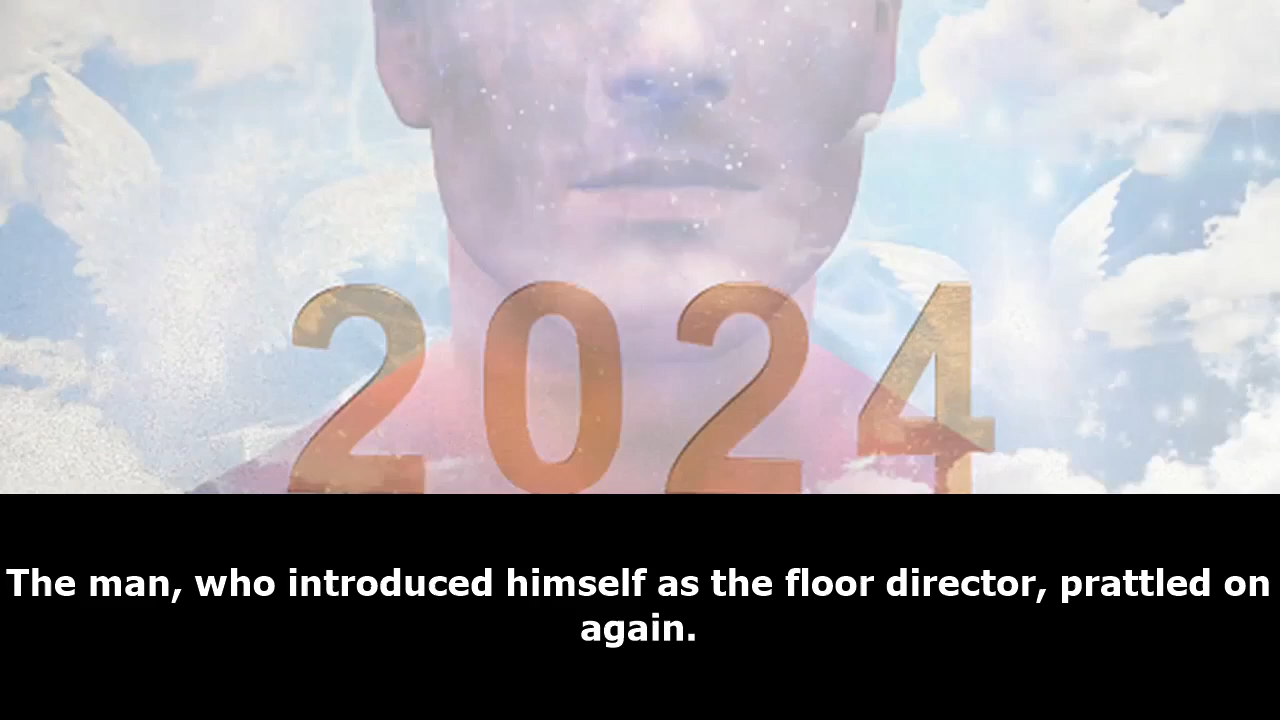 2024
The man, who introduced himself as the floor director, prattled on
again.